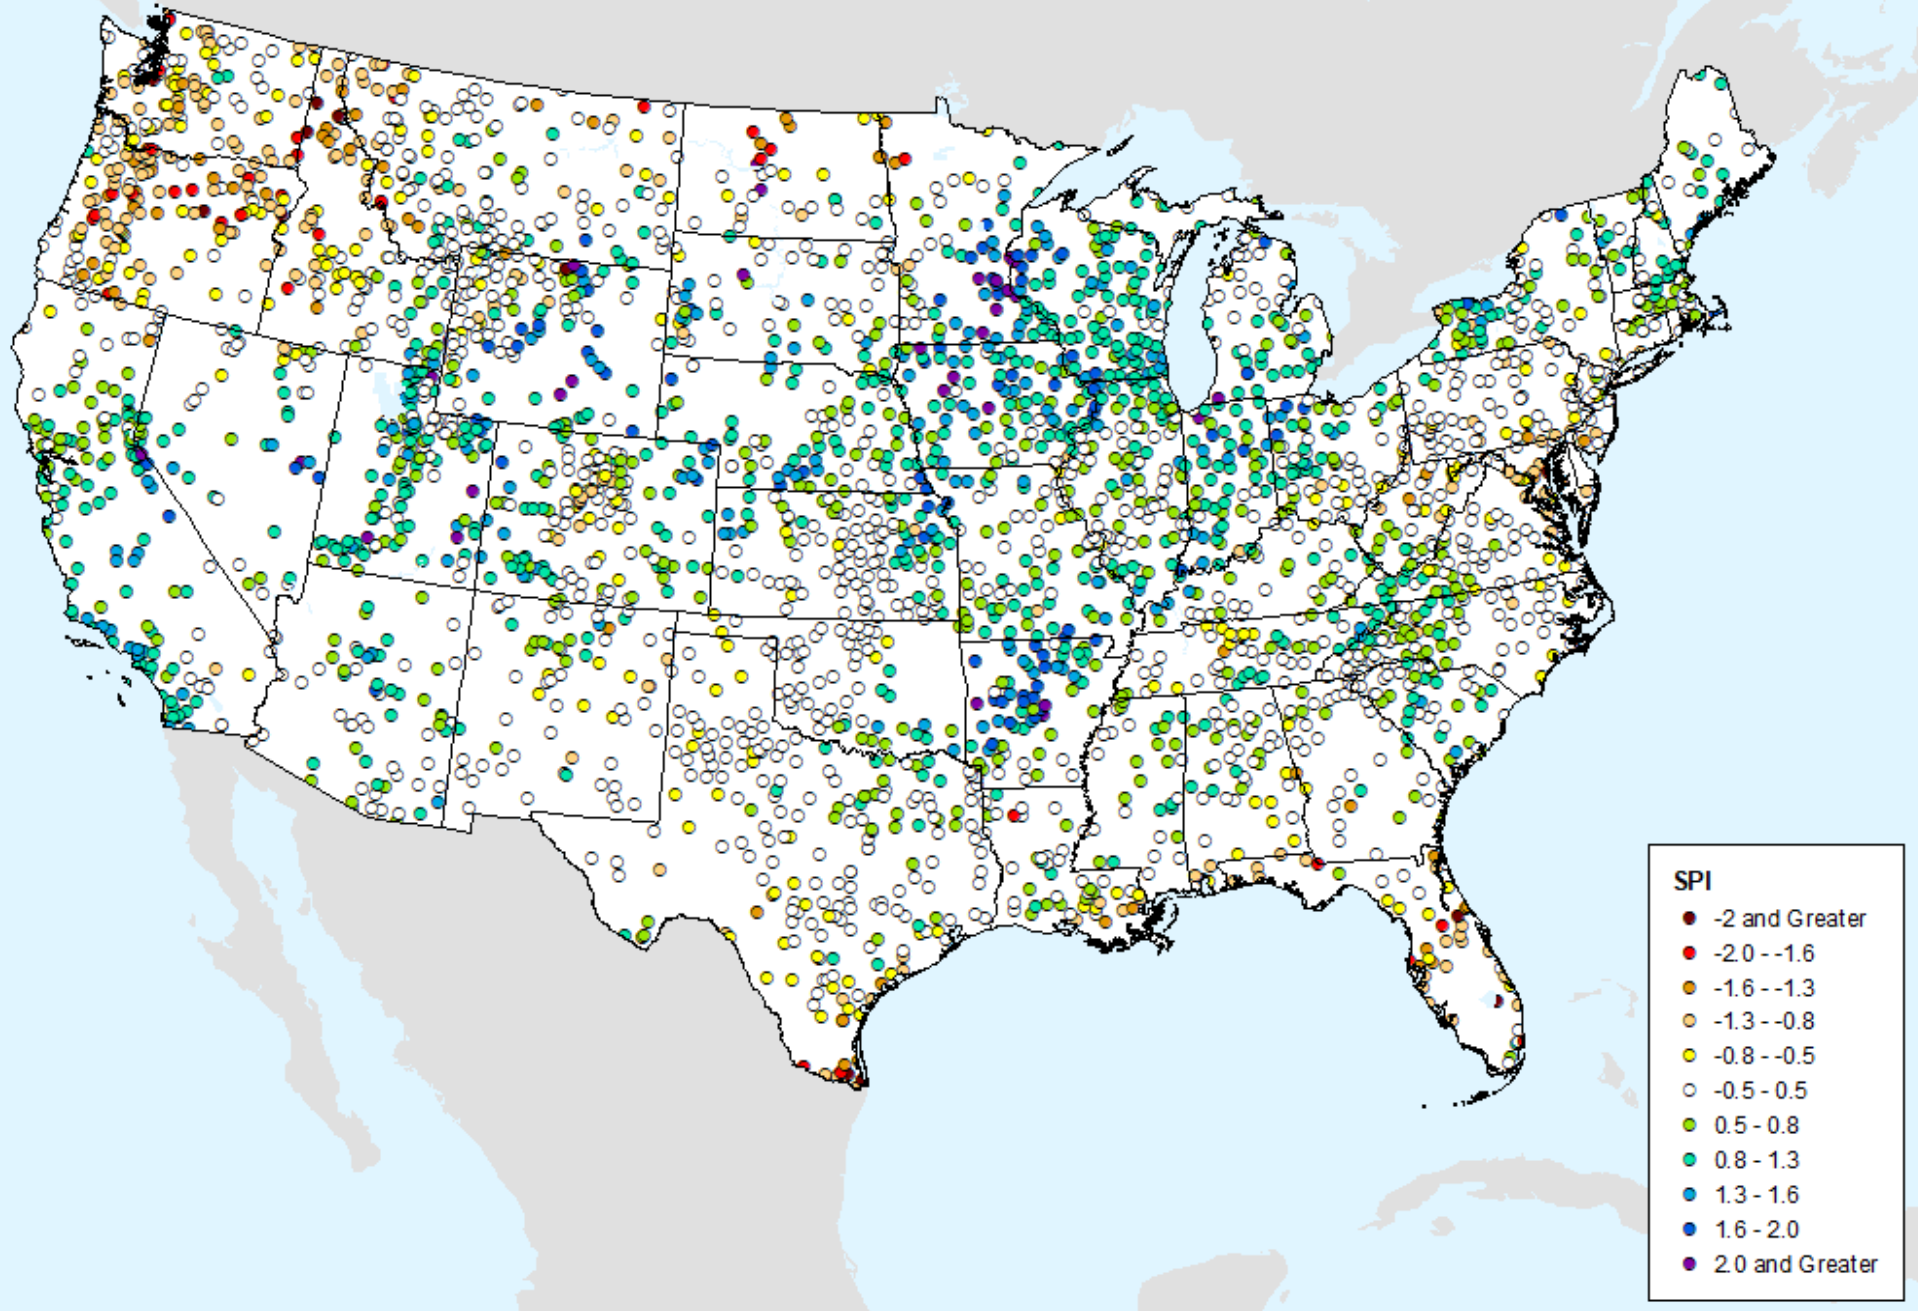 SPI
-2 and Greater
-2.0 - -1.6
-1.6 - -1.3
-1.3 - -0.8
-0.8 - -0.5
-0.5 - 0.5
0.5 - 0.8
0.8 - 1.3
1.3 - 1.6
1.6 - 2.0
2.0 and Greater